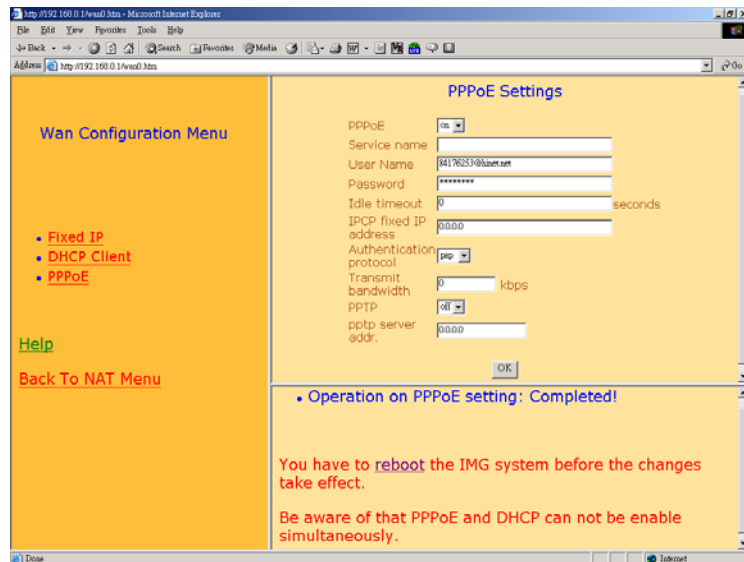 http://192.168.0.1/wan0.htm - Microsoft Internet Explorer
File Edit View Favorites Tools Help
Back Search Favorites Media
Address http://192.168.0.1/wan0.htm Go
Wan Configuration Menu
Fixed IP
DHCP Client
PPPoE
Help
Back To NAT Menu
PPPoE Settings
PPPoE on
Service name
User Name 84176253@hinet.net
Password ********
Idle timeout 0 seconds
IPCP fixed IP address 0.0.0.0
Authentication protocol pap
Transmit bandwidth 0 kbps
PPTP off
pptp server addr. 0.0.0.0
OK
Operation on PPPoE setting: Completed!
You have to reboot the IMG system before the changes
take effect.
Be aware of that PPPoE and DHCP can not be enable
simultaneously.
Done Internet